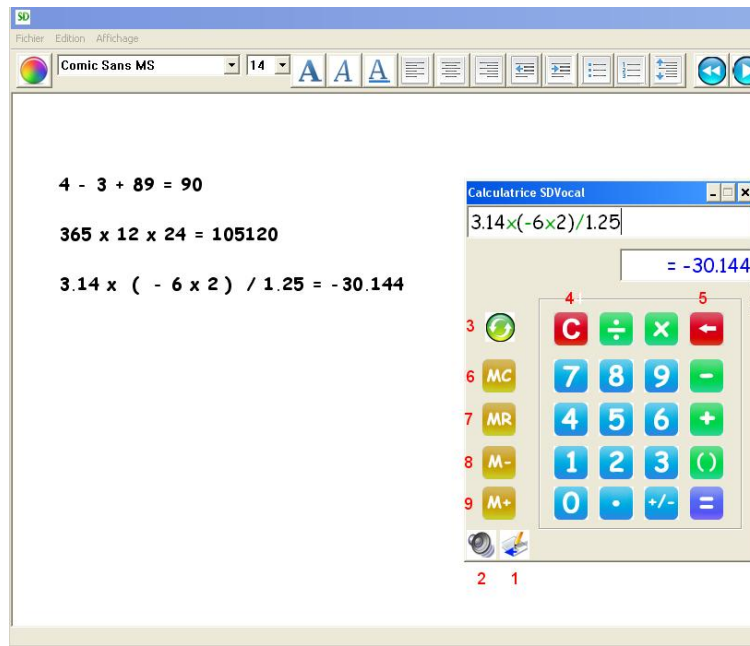 SD
Fichier Edition Affichage
Comic Sans MS 14 A A A
4 - 3 + 89 = 90
365 x 12 x 24 = 105120
3.14 x ( - 6 x 2 ) / 1.25 = -30.144
Calculatrice SDVocal
3.14x(-6x2)/1.25
= -30.144
4 5
3 C ÷ × ←
6 MC 7 8 9 -
7 MR 4 5 6 +
8 M- 1 2 3 ()
9 M+ 0 . +/- =
2 1